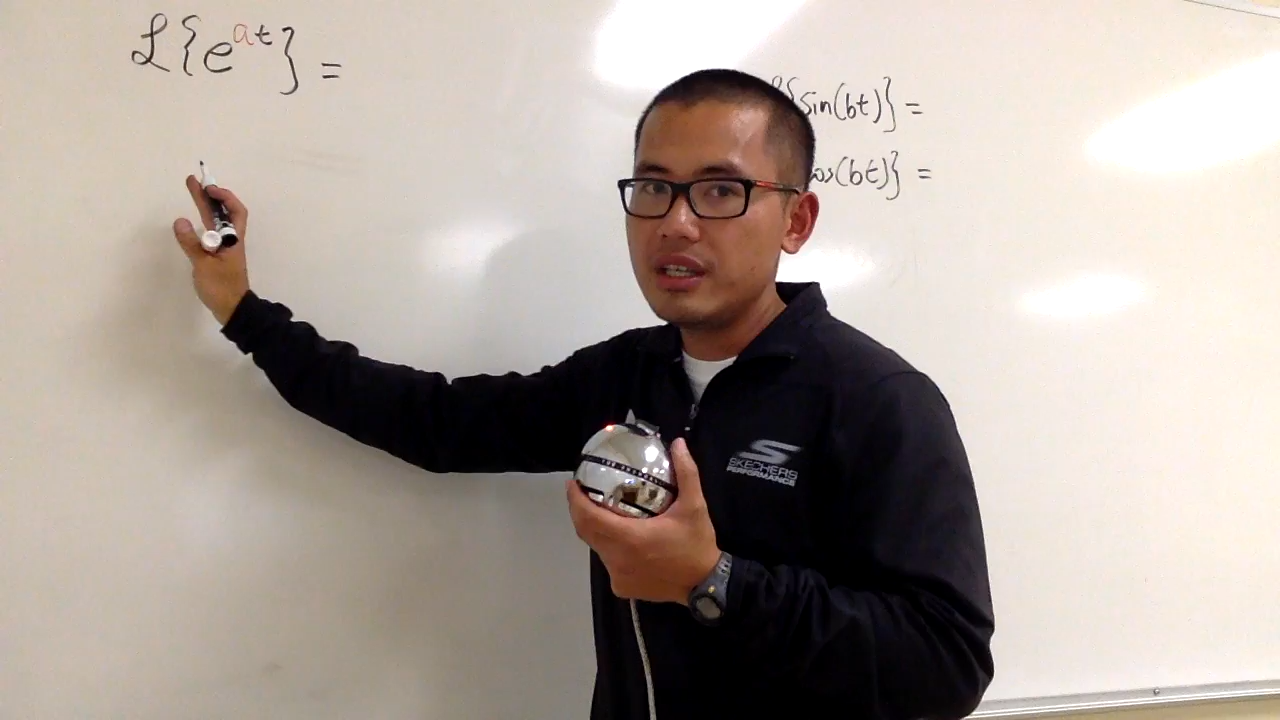 ℒ{e^{at}} =
ℒ{sin(bt)} =
os(bt)} =
SKECHERS
PERFORMANCE